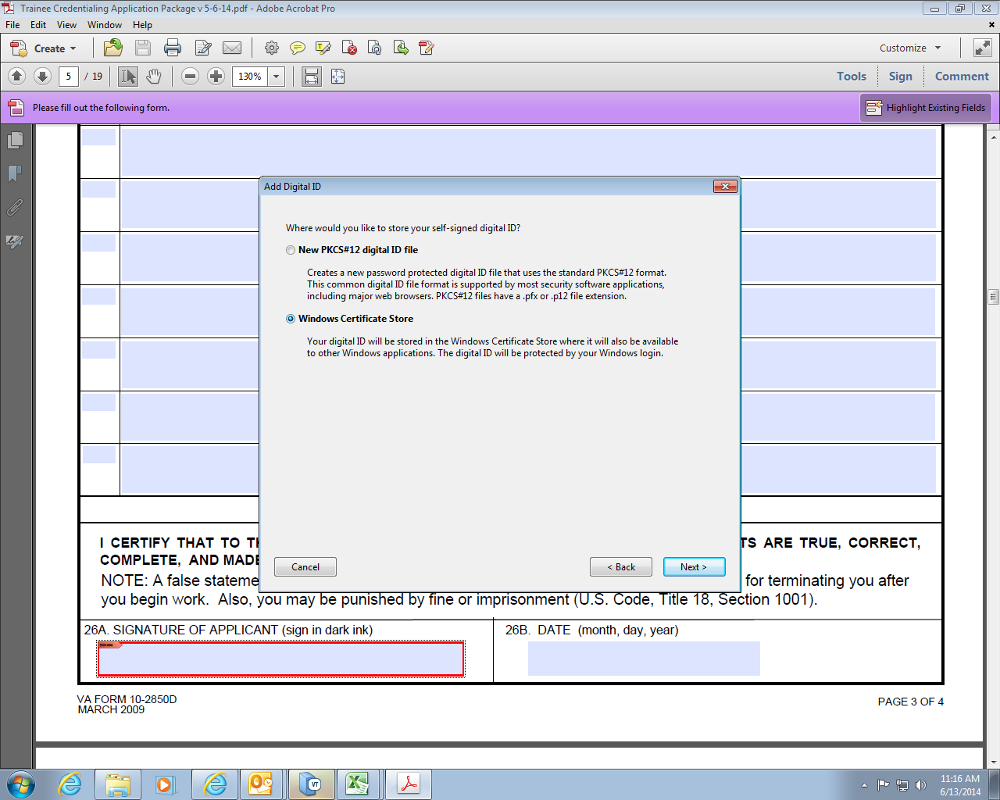 Trainee Credentialing Application Package v 5-6-14.pdf - Adobe Acrobat Pro
File Edit View Window Help
Create
Customize
5 / 19
130%
Tools Sign Comment
Please fill out the following form.
Highlight Existing Fields
Add Digital ID
Where would you like to store your self-signed digital ID?
New PKCS#12 digital ID file
Creates a new password protected digital ID file that uses the standard PKCS#12 format.
This common digital ID file format is supported by most security software applications,
including major web browsers. PKCS#12 files have a .pfx or .p12 file extension.
Windows Certificate Store
Your digital ID will be stored in the Windows Certificate Store where it will also be available
to other Windows applications. The digital ID will be protected by your Windows login.
Cancel
< Back
Next >
I CERTIFY THAT TO TH TS ARE TRUE, CORRECT,
COMPLETE, AND MADE
NOTE: A false stateme for terminating you after
you begin work. Also, you may be punished by fine or imprisonment (U.S. Code, Title 18, Section 1001).
26A. SIGNATURE OF APPLICANT (sign in dark ink)
26B. DATE (month, day, year)
VA FORM 10-2850D
MARCH 2009
PAGE 3 OF 4
VT
11:16 AM
6/13/2014